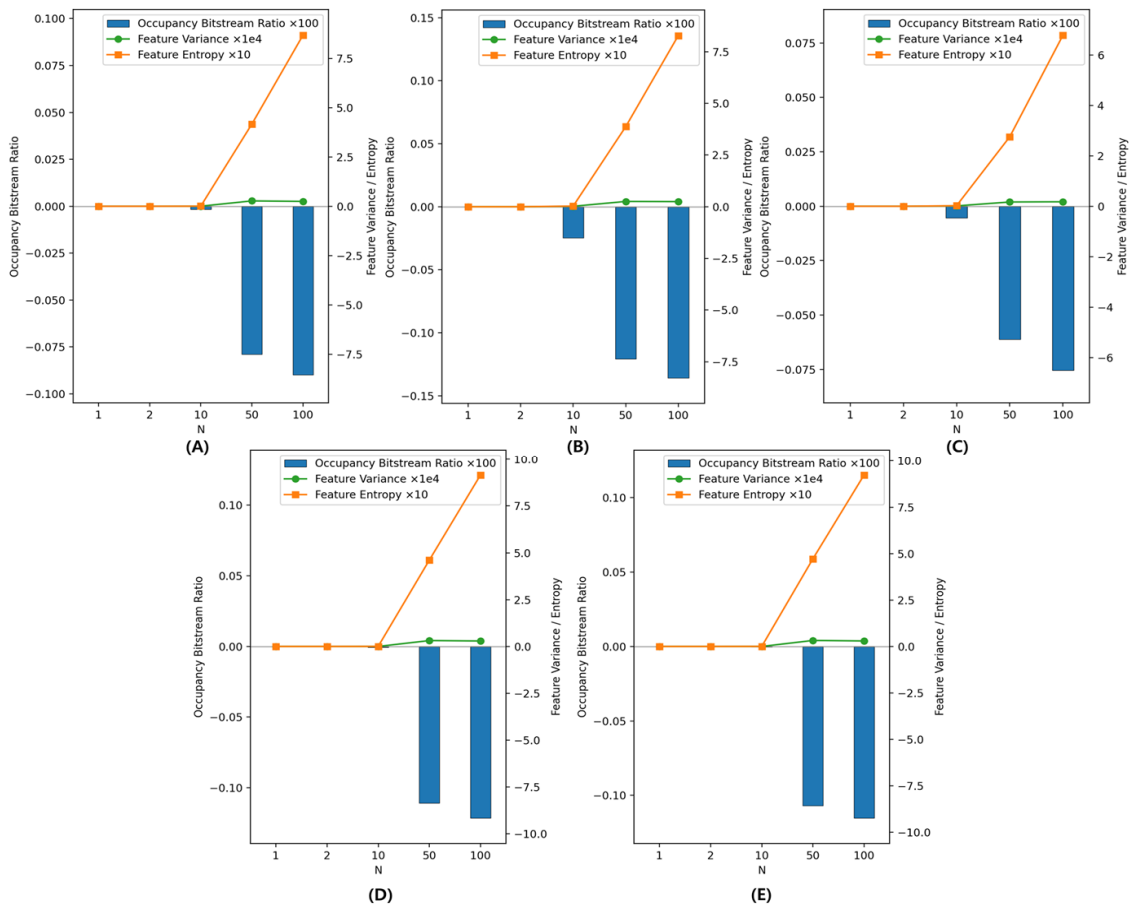 Occupancy Bitstream Ratio ×100
Feature Variance ×1e4
Feature Entropy ×10
0.100
0.075
0.050
0.025
0.000
−0.025
−0.050
−0.075
−0.100
Occupancy Bitstream Ratio
7.5
5.0
2.5
0.0
−2.5
−5.0
−7.5
Feature Variance / Entropy
1 2 10 50 100
N
(A)
Occupancy Bitstream Ratio ×100
Feature Variance ×1e4
Feature Entropy ×10
0.15
0.10
0.05
0.00
−0.05
−0.10
−0.15
Occupancy Bitstream Ratio
7.5
5.0
2.5
0.0
−2.5
−5.0
−7.5
Feature Variance / Entropy
1 2 10 50 100
N
(B)
Occupancy Bitstream Ratio ×100
Feature Variance ×1e4
Feature Entropy ×10
0.075
0.050
0.025
0.000
−0.025
−0.050
−0.075
Occupancy Bitstream Ratio
6
4
2
0
−2
−4
−6
Feature Variance / Entropy
1 2 10 50 100
N
(C)
Occupancy Bitstream Ratio ×100
Feature Variance ×1e4
Feature Entropy ×10
0.10
0.05
0.00
−0.05
−0.10
Occupancy Bitstream Ratio
10.0
7.5
5.0
2.5
0.0
−2.5
−5.0
−7.5
−10.0
Feature Variance / Entropy
1 2 10 50 100
N
(D)
Occupancy Bitstream Ratio ×100
Feature Variance ×1e4
Feature Entropy ×10
0.10
0.05
0.00
−0.05
−0.10
Occupancy Bitstream Ratio
10.0
7.5
5.0
2.5
0.0
−2.5
−5.0
−7.5
−10.0
Feature Variance / Entropy
1 2 10 50 100
N
(E)